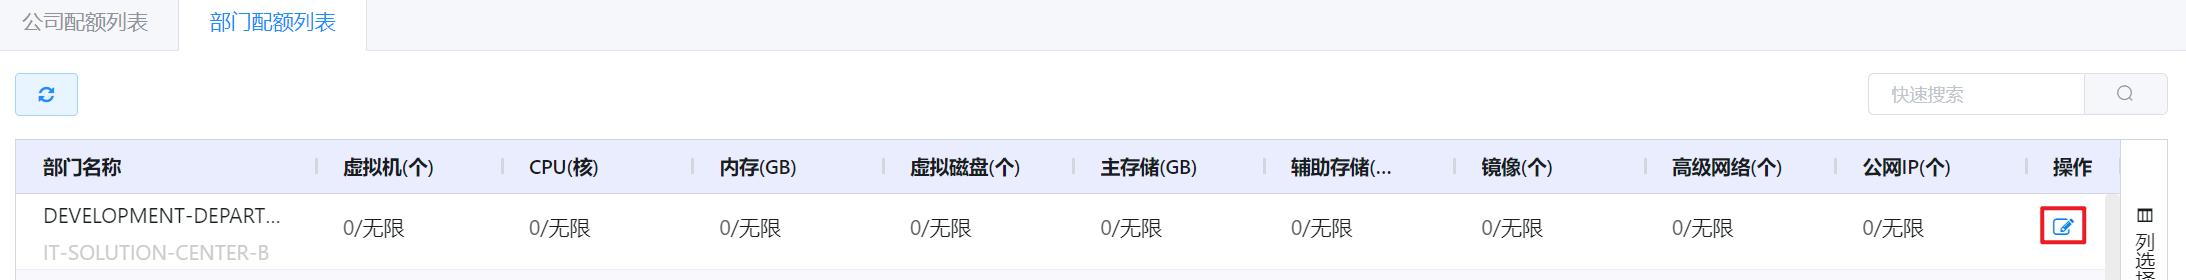 公司配额列表 部门配额列表
快速搜索
部门名称 虚拟机(个) CPU(核) 内存(GB) 虚拟磁盘(个) 主存储(GB) 辅助存储(... 镜像(个) 高级网络(个) 公网IP(个) 操作
DEVELOPMENT-DEPART... 0/无限 0/无限 0/无限 0/无限 0/无限 0/无限 0/无限 0/无限 0/无限
IT-SOLUTION-CENTER-B
列选择